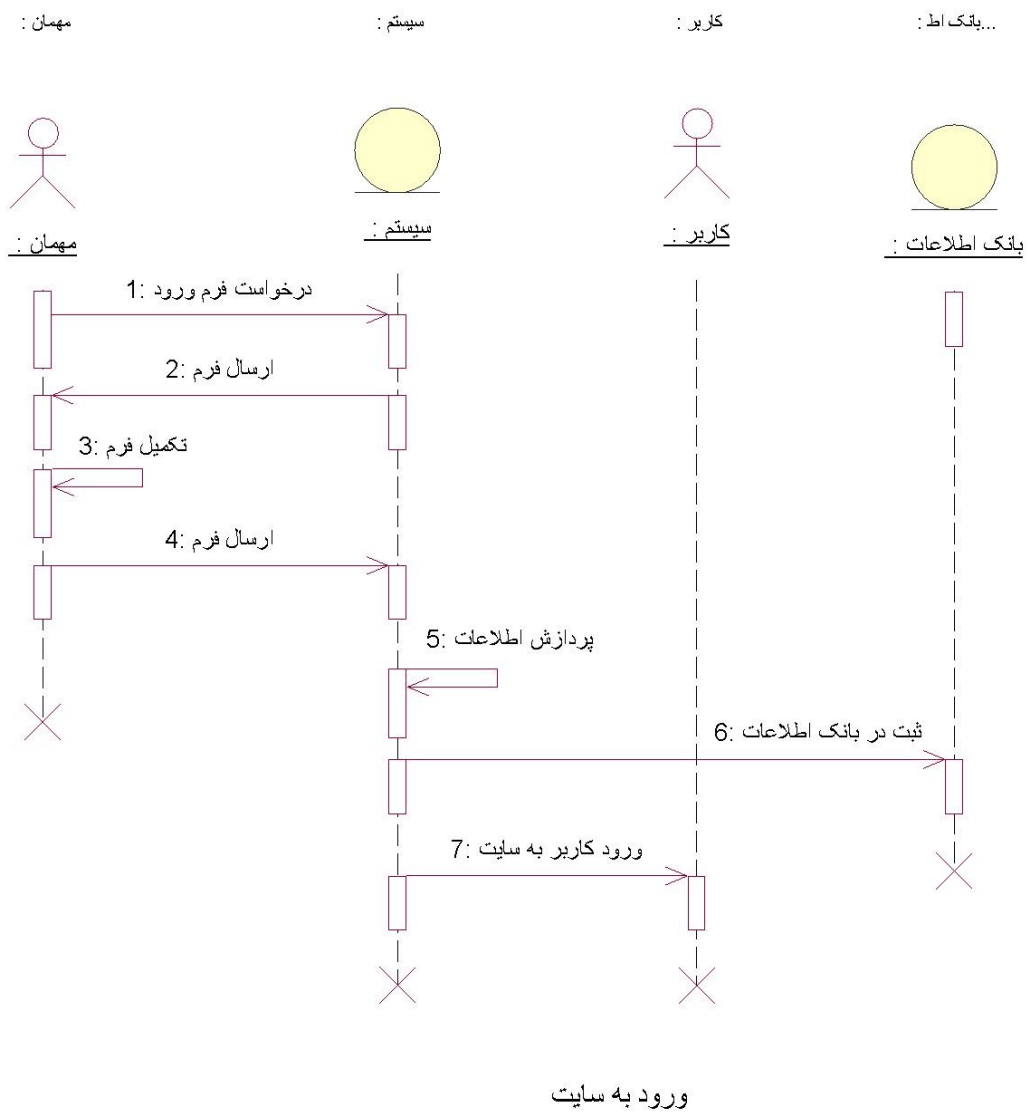 مهمان :
سیستم :
کاربر :
بانک اط... :
مهمان :
سیستم :
کاربر :
بانک اطلاعات :
1: درخواست فرم ورود
2: ارسال فرم
3: تکمیل فرم
4: ارسال فرم
5: پردازش اطلاعات
6: ثبت در بانک اطلاعات
7: ورود کاربر به سایت
ورود به سایت